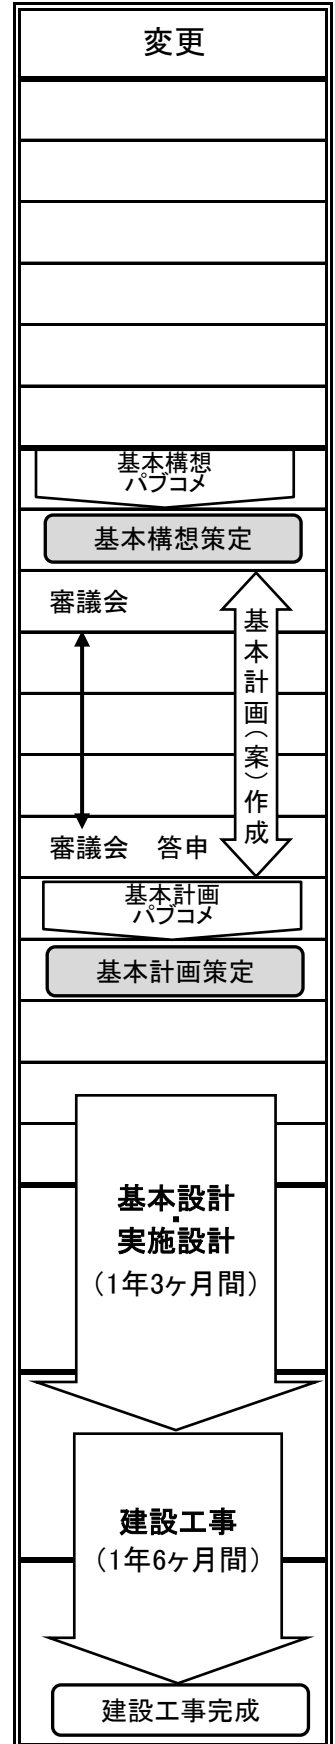 変更
基本構想
パブコメ
基本構想策定
審議会
基本計画（案）作成
審議会　答申
基本計画
パブコメ
基本計画策定
基本設計
・
実施設計
（1年3ヶ月間）
建設工事
（1年6ヶ月間）
建設工事完成